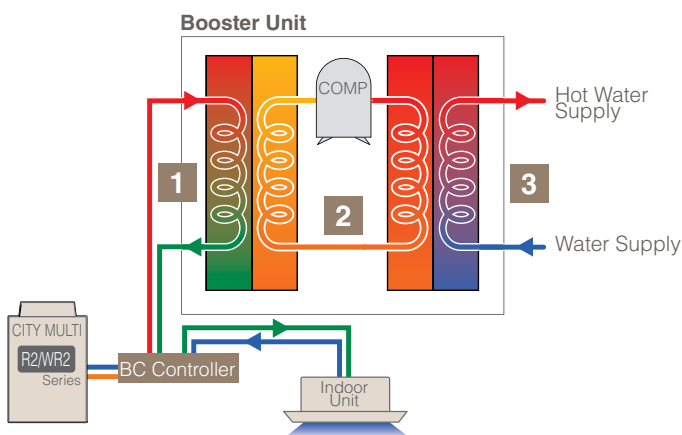 Booster Unit
COMP
Hot Water
Supply
1
2
3
Water Supply
CITY MULTI
R2/WR2
Series
BC Controller
Indoor
Unit